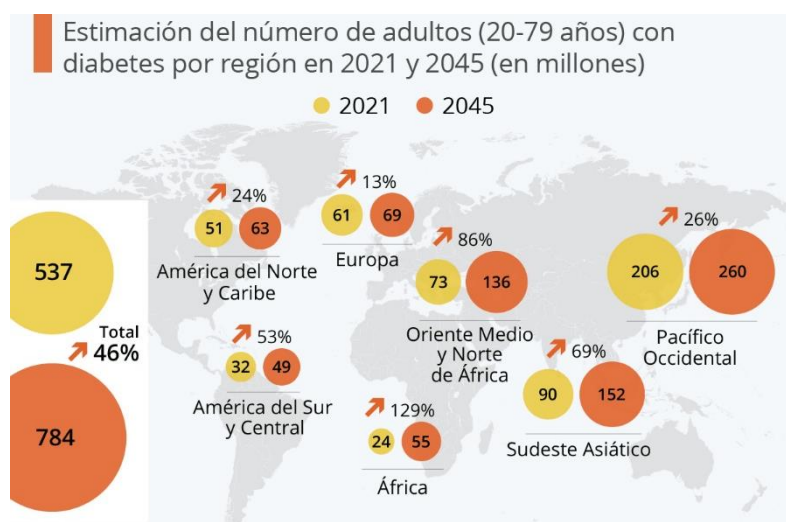 Estimación del número de adultos (20-79 años) con
diabetes por región en 2021 y 2045 (en millones)
2021 2045
537
Total
46%
784
24%
51 63
América del Norte
y Caribe
13%
61 69
Europa
86%
73 136
Oriente Medio
y Norte
de África
26%
206 260
Pacífico
Occidental
53%
32 49
América del Sur
y Central
129%
24 55
África
69%
90 152
Sudeste Asiático